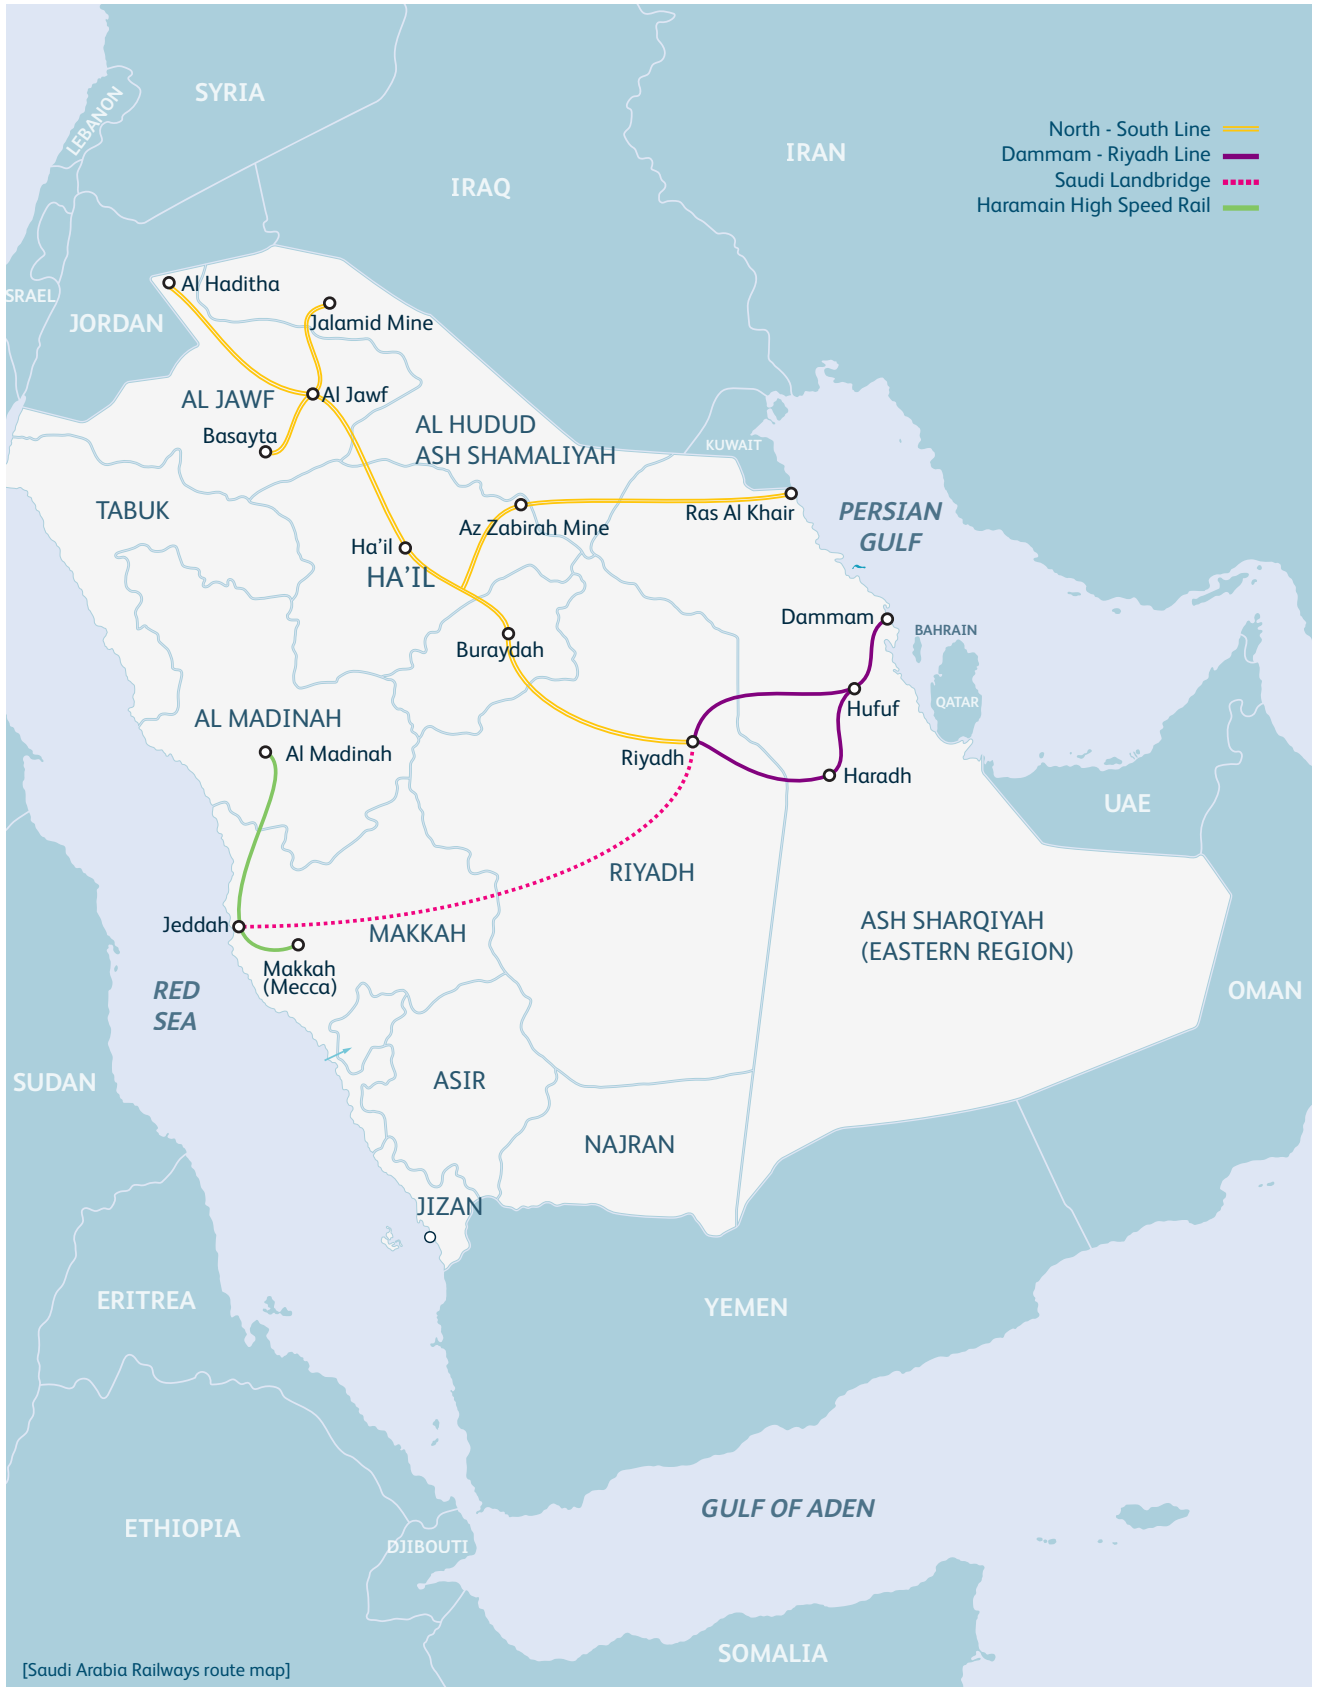 SYRIA
LEBANON
IRAN
IRAQ
North - South Line
Dammam - Riyadh Line
Saudi Landbridge
Haramain High Speed Rail
SRAEL
JORDAN
Al Haditha
Jalamid Mine
AL JAWF
Al Jawf
Basayta
AL HUDUD
ASH SHAMALIYAH
KUWAIT
TABUK
Az Zabirah Mine
Ras Al Khair
PERSIAN
GULF
Ha'il
HA'IL
Buraydah
Dammam
BAHRAIN
QATAR
Hufuf
AL MADINAH
Al Madinah
Riyadh
Haradh
UAE
RIYADH
Jeddah
MAKKAH
Makkah
(Mecca)
ASH SHARQIYAH
(EASTERN REGION)
OMAN
RED
SEA
SUDAN
ASIR
NAJRAN
JIZAN
ERITREA
YEMEN
GULF OF ADEN
ETHIOPIA
DJIBOUTI
SOMALIA
[Saudi Arabia Railways route map]